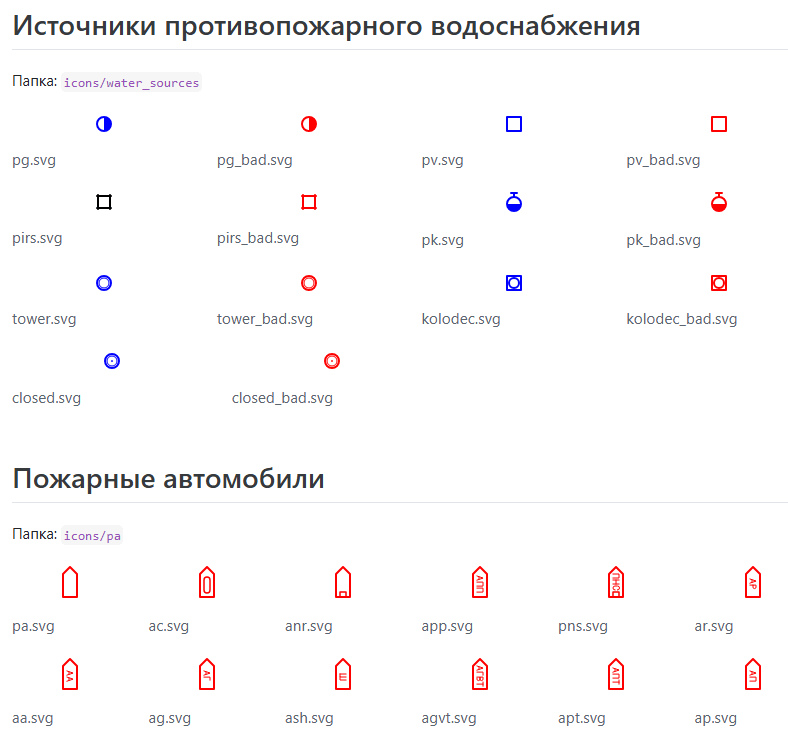 Источники противопожарного водоснабжения
Папка: icons/water_sources
pg.svg pg_bad.svg pv.svg pv_bad.svg
pirs.svg pirs_bad.svg pk.svg pk_bad.svg
tower.svg tower_bad.svg kolodec.svg kolodec_bad.svg
closed.svg closed_bad.svg
Пожарные автомобили
Папка: icons/pa
АПП ПНС АР
pa.svg ac.svg anr.svg app.svg pns.svg ar.svg
АА АГ Ш АГВТ АПТ АП
aa.svg ag.svg ash.svg agvt.svg apt.svg ap.svg